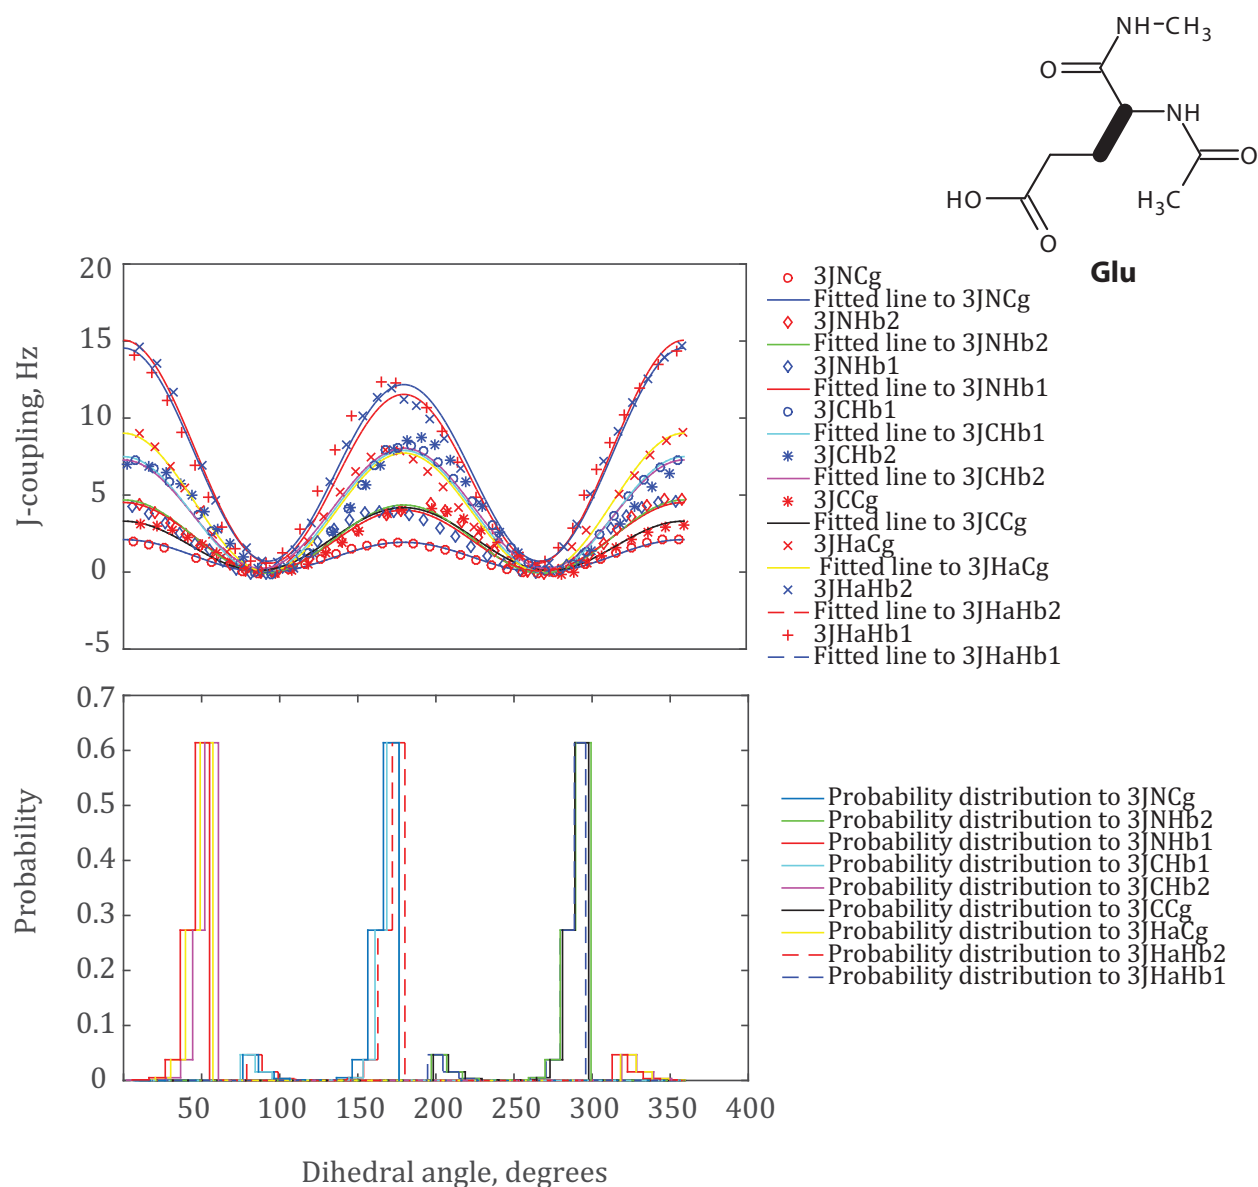 NH-CH3
O
NH
O
HO
H3C
O
Glu
20
15
10
5
0
-5
J-coupling, Hz
3JNCg
Fitted line to 3JNCg
3JNHb2
Fitted line to 3JNHb2
3JNHb1
Fitted line to 3JNHb1
3JCHb1
Fitted line to 3JCHb1
3JCHb2
Fitted line to 3JCHb2
3JCCg
Fitted line to 3JCCg
3JHaCg
Fitted line to 3JHaCg
3JHaHb2
Fitted line to 3JHaHb2
3JHaHb1
Fitted line to 3JHaHb1
0.7
0.6
0.5
0.4
0.3
0.2
0.1
0
Probability
50 100 150 200 250 300 350 400
Dihedral angle, degrees
Probability distribution to 3JNCg
Probability distribution to 3JNHb2
Probability distribution to 3JNHb1
Probability distribution to 3JCHb1
Probability distribution to 3JCHb2
Probability distribution to 3JCCg
Probability distribution to 3JHaCg
Probability distribution to 3JHaHb2
Probability distribution to 3JHaHb1